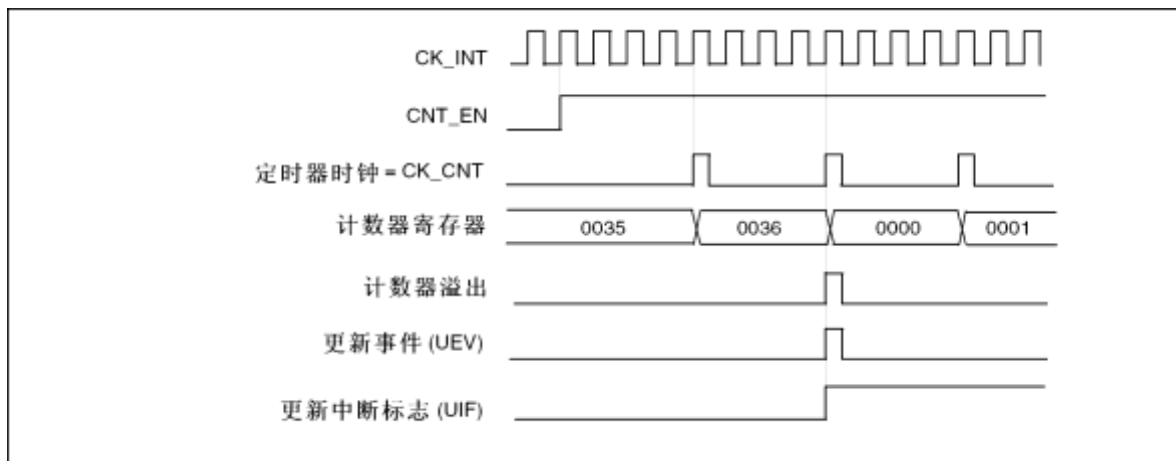 CK_INT
CNT_EN
定时器时钟 = CK_CNT
计数器寄存器 0035 0036 0000 0001
计数器溢出
更新事件 (UEV)
更新中断标志 (UIF)